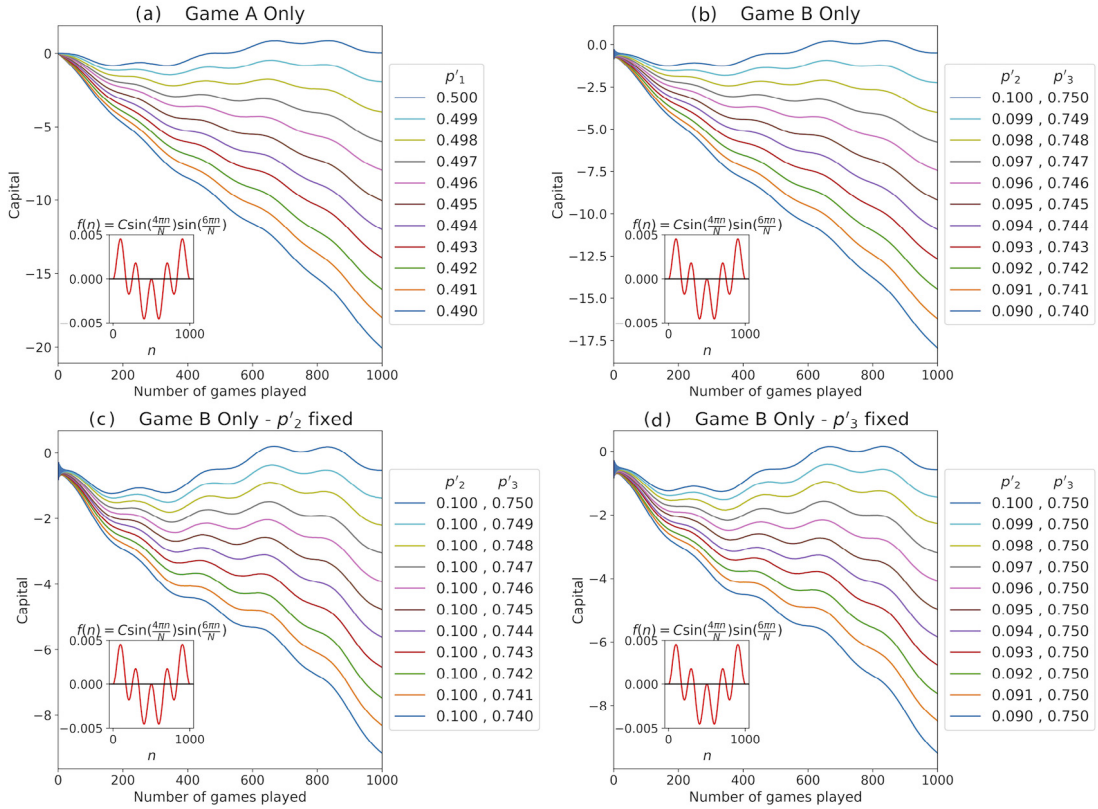 (a) Game A Only
Capital
0
−5
−10
−15
−20
0 200 400 600 800 1000
Number of games played
f(n) = Csin(4πn/N)sin(6πn/N)
0.005
0.000
−0.005
0 1000
n
p′1
0.500
0.499
0.498
0.497
0.496
0.495
0.494
0.493
0.492
0.491
0.490
(b) Game B Only
Capital
0.0
−2.5
−5.0
−7.5
−10.0
−12.5
−15.0
−17.5
0 200 400 600 800 1000
Number of games played
f(n) = Csin(4πn/N)sin(6πn/N)
0.005
0.000
−0.005
0 1000
n
p′2 p′3
0.100 , 0.750
0.099 , 0.749
0.098 , 0.748
0.097 , 0.747
0.096 , 0.746
0.095 , 0.745
0.094 , 0.744
0.093 , 0.743
0.092 , 0.742
0.091 , 0.741
0.090 , 0.740
(c) Game B Only - p′2 fixed
Capital
0
−2
−4
−6
−8
0 200 400 600 800 1000
Number of games played
f(n) = Csin(4πn/N)sin(6πn/N)
0.005
0.000
−0.005
0 1000
n
p′2 p′3
0.100 , 0.750
0.100 , 0.749
0.100 , 0.748
0.100 , 0.747
0.100 , 0.746
0.100 , 0.745
0.100 , 0.744
0.100 , 0.743
0.100 , 0.742
0.100 , 0.741
0.100 , 0.740
(d) Game B Only - p′3 fixed
Capital
0
−2
−4
−6
−8
0 200 400 600 800 1000
Number of games played
f(n) = Csin(4πn/N)sin(6πn/N)
0.005
0.000
−0.005
0 1000
n
p′2 p′3
0.100 , 0.750
0.099 , 0.750
0.098 , 0.750
0.097 , 0.750
0.096 , 0.750
0.095 , 0.750
0.094 , 0.750
0.093 , 0.750
0.092 , 0.750
0.091 , 0.750
0.090 , 0.750